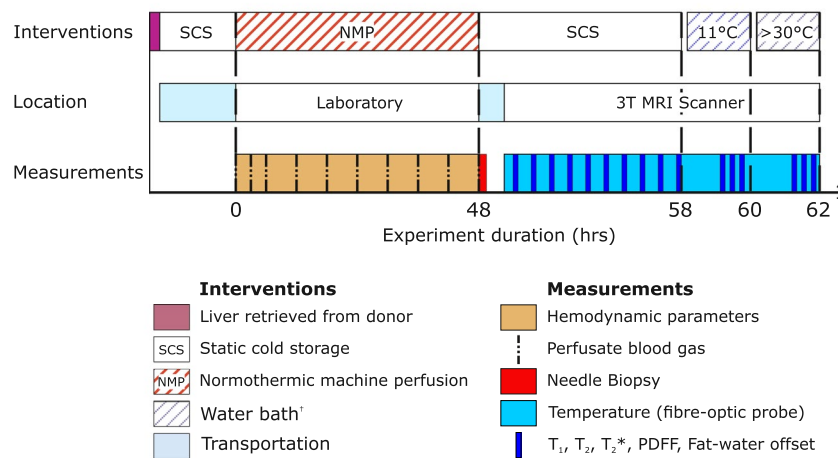 Interventions SCS NMP SCS 11°C >30°C
Location Laboratory 3T MRI Scanner
Measurements
0 48 58 60 62
Experiment duration (hrs)
Interventions
Liver retrieved from donor
SCS Static cold storage
NMP Normothermic machine perfusion
Water bath†
Transportation
Measurements
Hemodynamic parameters
Perfusate blood gas
Needle Biopsy
Temperature (fibre-optic probe)
T₁, T₂, T₂*, PDFF, Fat-water offset